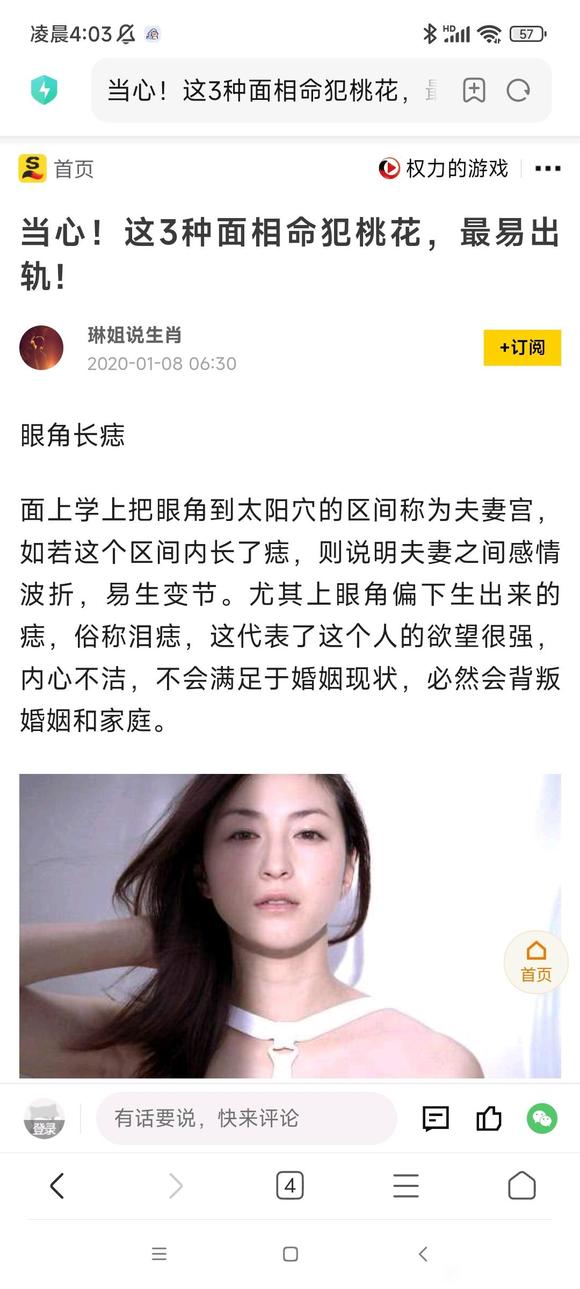 凌晨4:03
HD
57
当心！这3种面相命犯桃花，
首页
权力的游戏
当心！这3种面相命犯桃花，最易出
轨！
琳姐说生肖
2020-01-08 06:30
+订阅
眼角长痣
面上学上把眼角到太阳穴的区间称为夫妻宫，
如若这个区间内长了痣，则说明夫妻之间感情
波折，易生变节。尤其上眼角偏下生出来的
痣，俗称泪痣，这代表了这个人的欲望很强，
内心不洁，不会满足于婚姻现状，必然会背叛
婚姻和家庭。
首页
登录
有话要说，快来评论
4